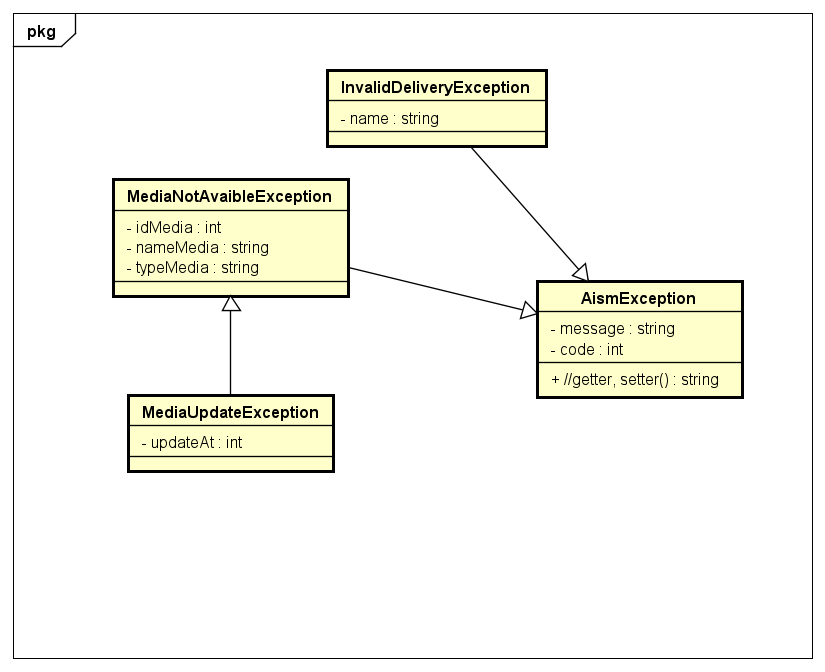 pkg
InvalidDeliveryException
- name : string
MediaNotAvaibleException
- idMedia : int
- nameMedia : string
- typeMedia : string
AismException
- message : string
- code : int
+ //getter, setter() : string
MediaUpdateException
- updateAt : int